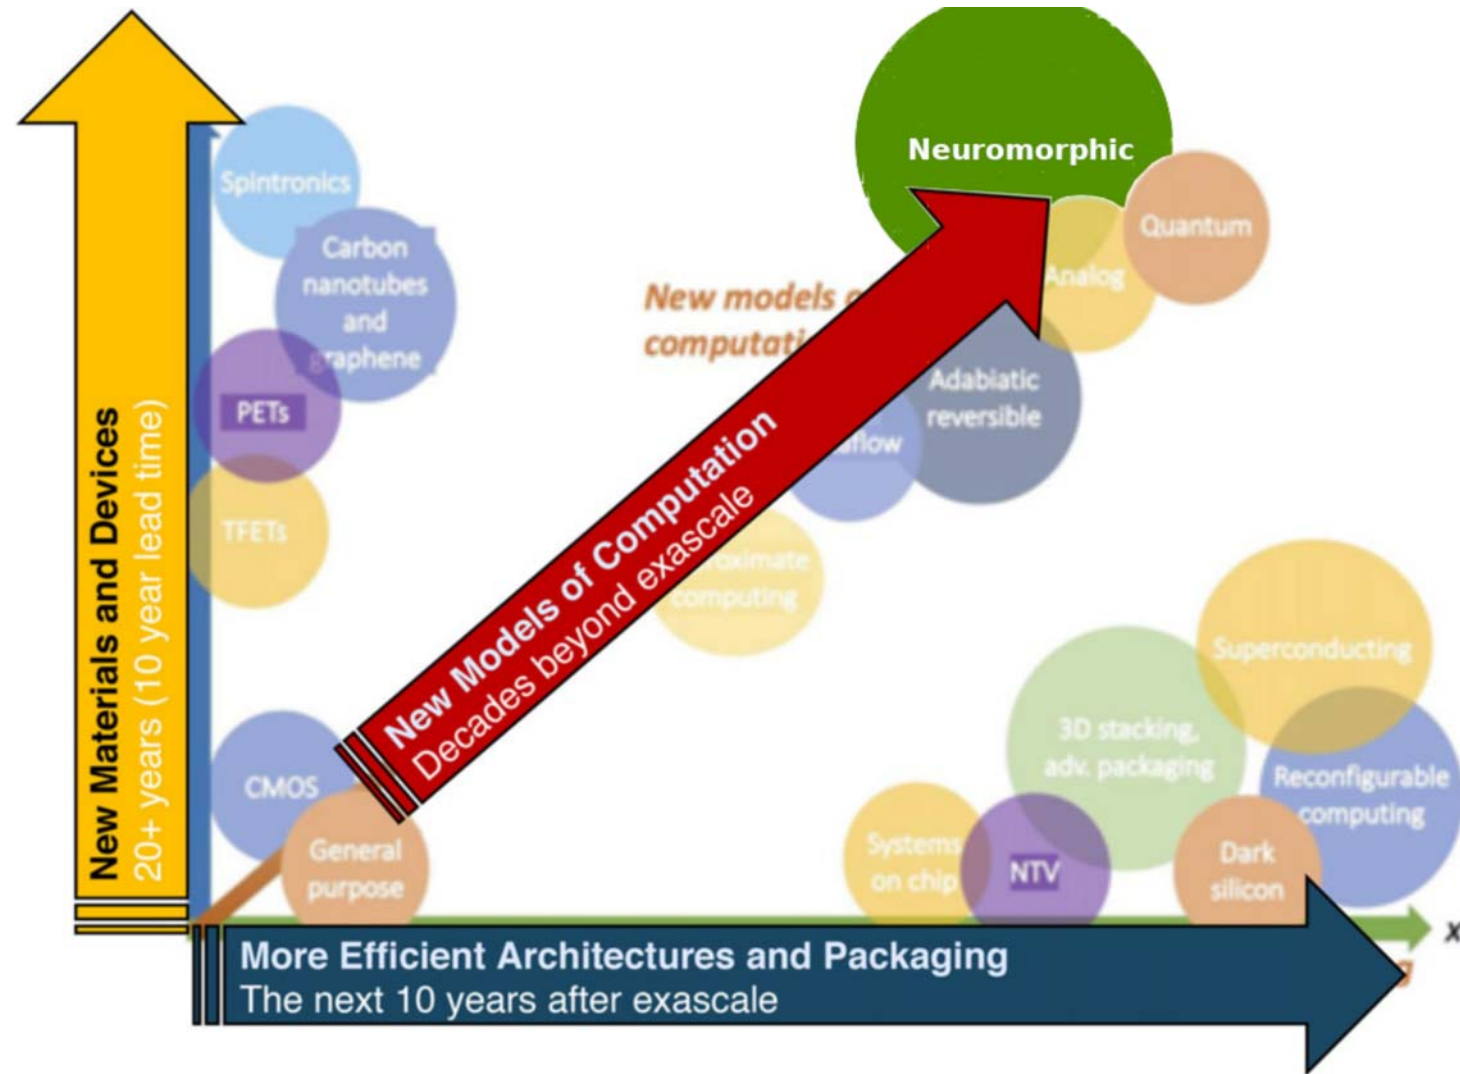 Neuromorphic
Spintronics
Quantum
Carbon
nanotubes
and
graphene
Analog
New models
Adabiatic
reversible
PETs
TFETs
computing
New Materials and Devices
20+ years (10 year lead time)
New Models of Computation
Decades beyond exascale
Superconducting
3D stacking,
adv. packaging
Reconfigurable
computing
CMOS
General
purpose
Systems
on chip
NTV
Dark
silicon
x
More Efficient Architectures and Packaging
The next 10 years after exascale